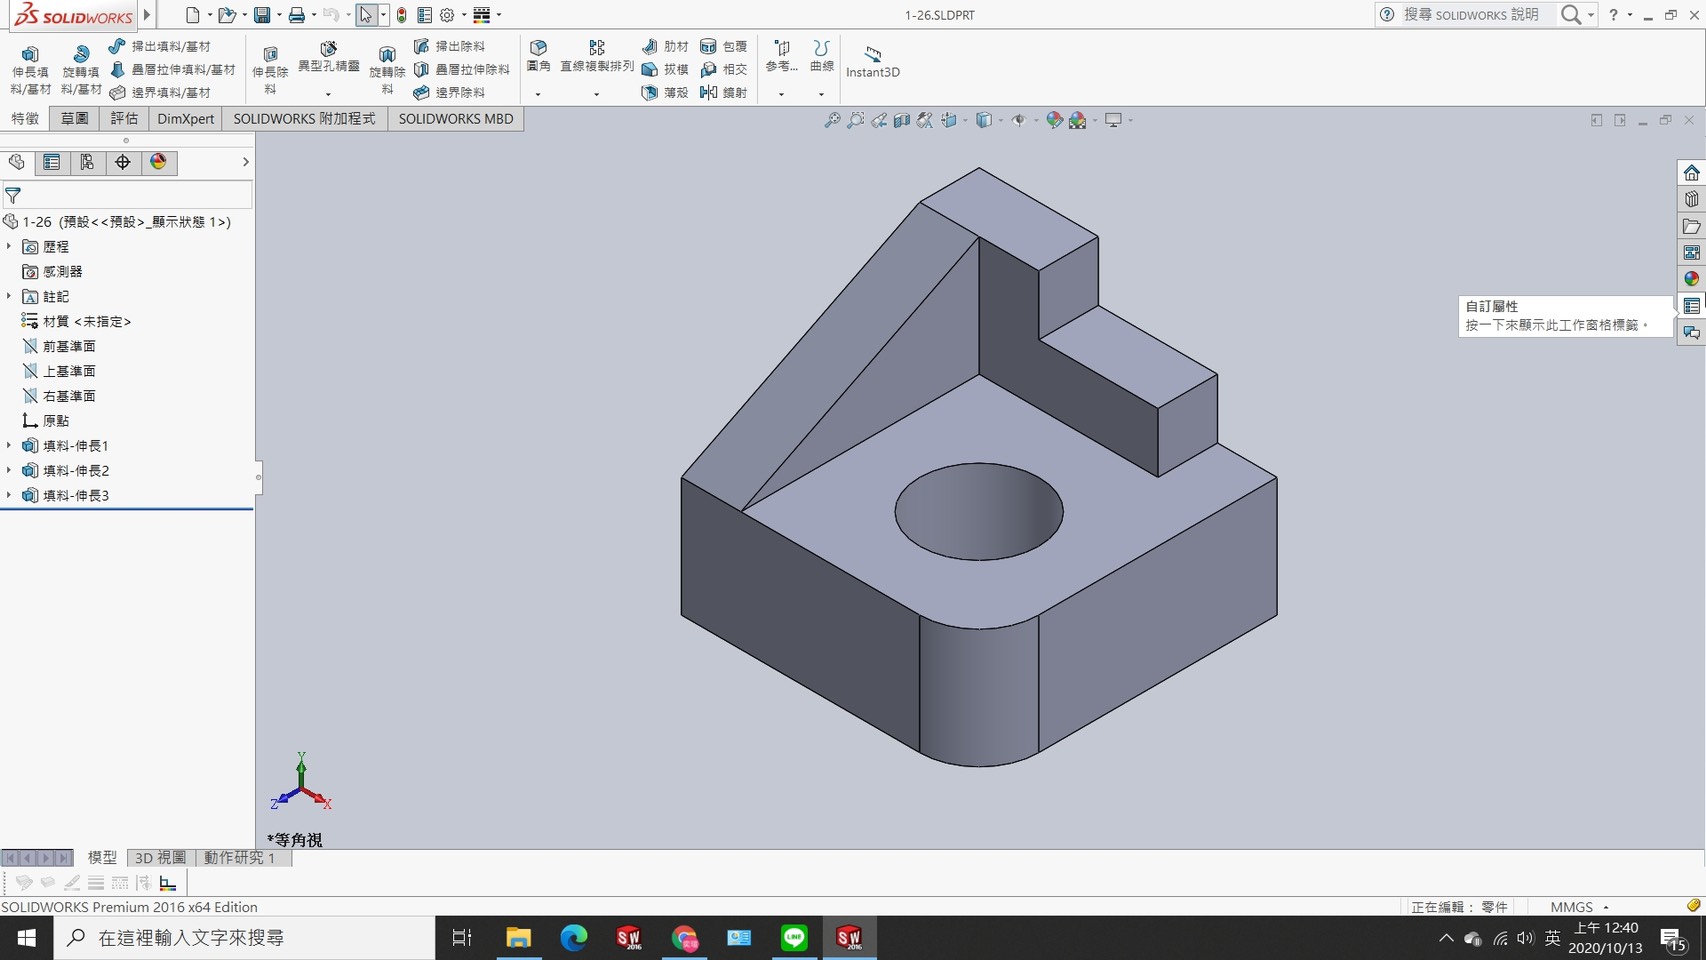 SOLIDWORKS
1-26.SLDPRT
搜尋 SOLIDWORKS 說明
伸長填
料/基材
旋轉填
料/基材
掃出填料/基材
疊層拉伸填料/基材
邊界填料/基材
伸長除
料
異型孔精靈
旋轉除
料
掃出除料
疊層拉伸除料
邊界除料
圓角
直線複製排列
肋材
拔模
薄殼
包覆
相交
鏡射
參考...
曲線
Instant3D
特徵
草圖
評估
DimXpert
SOLIDWORKS 附加程式
SOLIDWORKS MBD
1-26 (預設<<預設>_顯示狀態 1>)
歷程
感測器
註記
材質 <未指定>
前基準面
上基準面
右基準面
原點
填料-伸長1
填料-伸長2
填料-伸長3
自訂屬性
按一下來顯示此工作窗格標籤。
Y
Z
X
*等角視
模型
3D 視圖
動作研究 1
SOLIDWORKS Premium 2016 x64 Edition
正在編輯： 零件
MMGS
在這裡輸入文字來搜尋
SW
2016
LINE
SW
2016
英
上午 12:40
2020/10/13
15